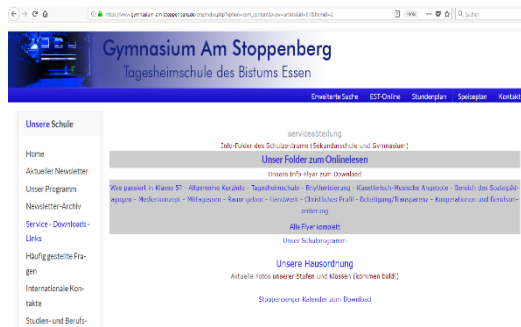 90%
Suchen
Gymnasium Am Stoppenberg
Tagesheimschule des Bistums Essen
Erweiterte Suche EST-Online Stundenplan Speiseplan Kontakt
Unsere Schule
Home
Aktueller Newsletter
Unser Programm
Newsletter-Archiv
Service - Downloads -
Links
Häufig gestellte Fra-
gen
Internationale Kon-
takte
Studien- und Berufs-
serviceabteilung
Info-Folder des Schulzentrums (Sekundarschule und Gymnasium)
Unser Folder zum Onlinelesen
Unsere Info-Flyer zum Download
Was passiert in Klasse 5? - Allgemeine Kurzinfo - Tagesheimschule - Rhythmisierung - Künstlerisch-Musische Angebote - Bereich des Sozialpäd-
agogen - Medienkonzept - Mittagessen - Raum geben - Handwerk - Christliches Profil - Beteiligung/Transparenz - Kooperationen und Berufsori-
entierung
Alle Flyer komplett
Unser Schulprogramm
Unsere Hausordnung
Aktuelle Fotos unserer Stufen und Klassen (kommen bald!)
Stoppenberger Kalender zum Download